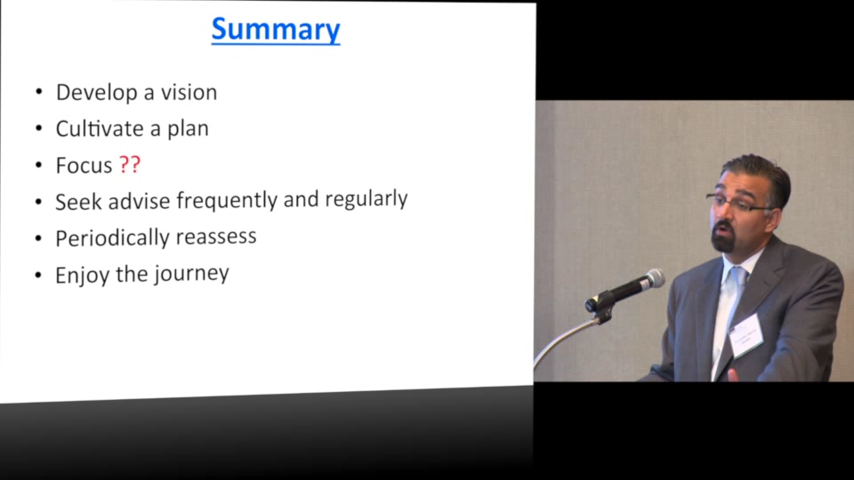 Summary
• Develop a vision
• Cultivate a plan
• Focus ??
• Seek advise frequently and regularly
• Periodically reassess
• Enjoy the journey